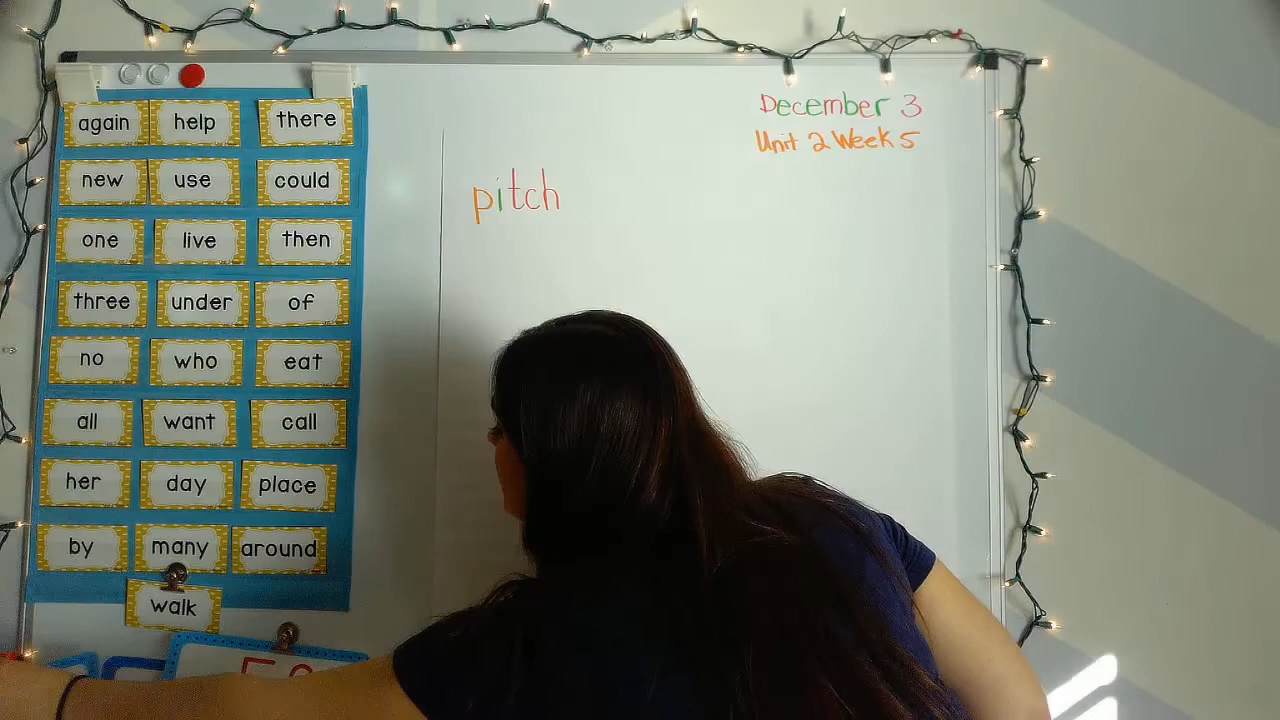 again help there
new use could
one live then
three under of
no who eat
all want call
her day place
by many around
walk
December 3
Unit 2 Week 5
pitch